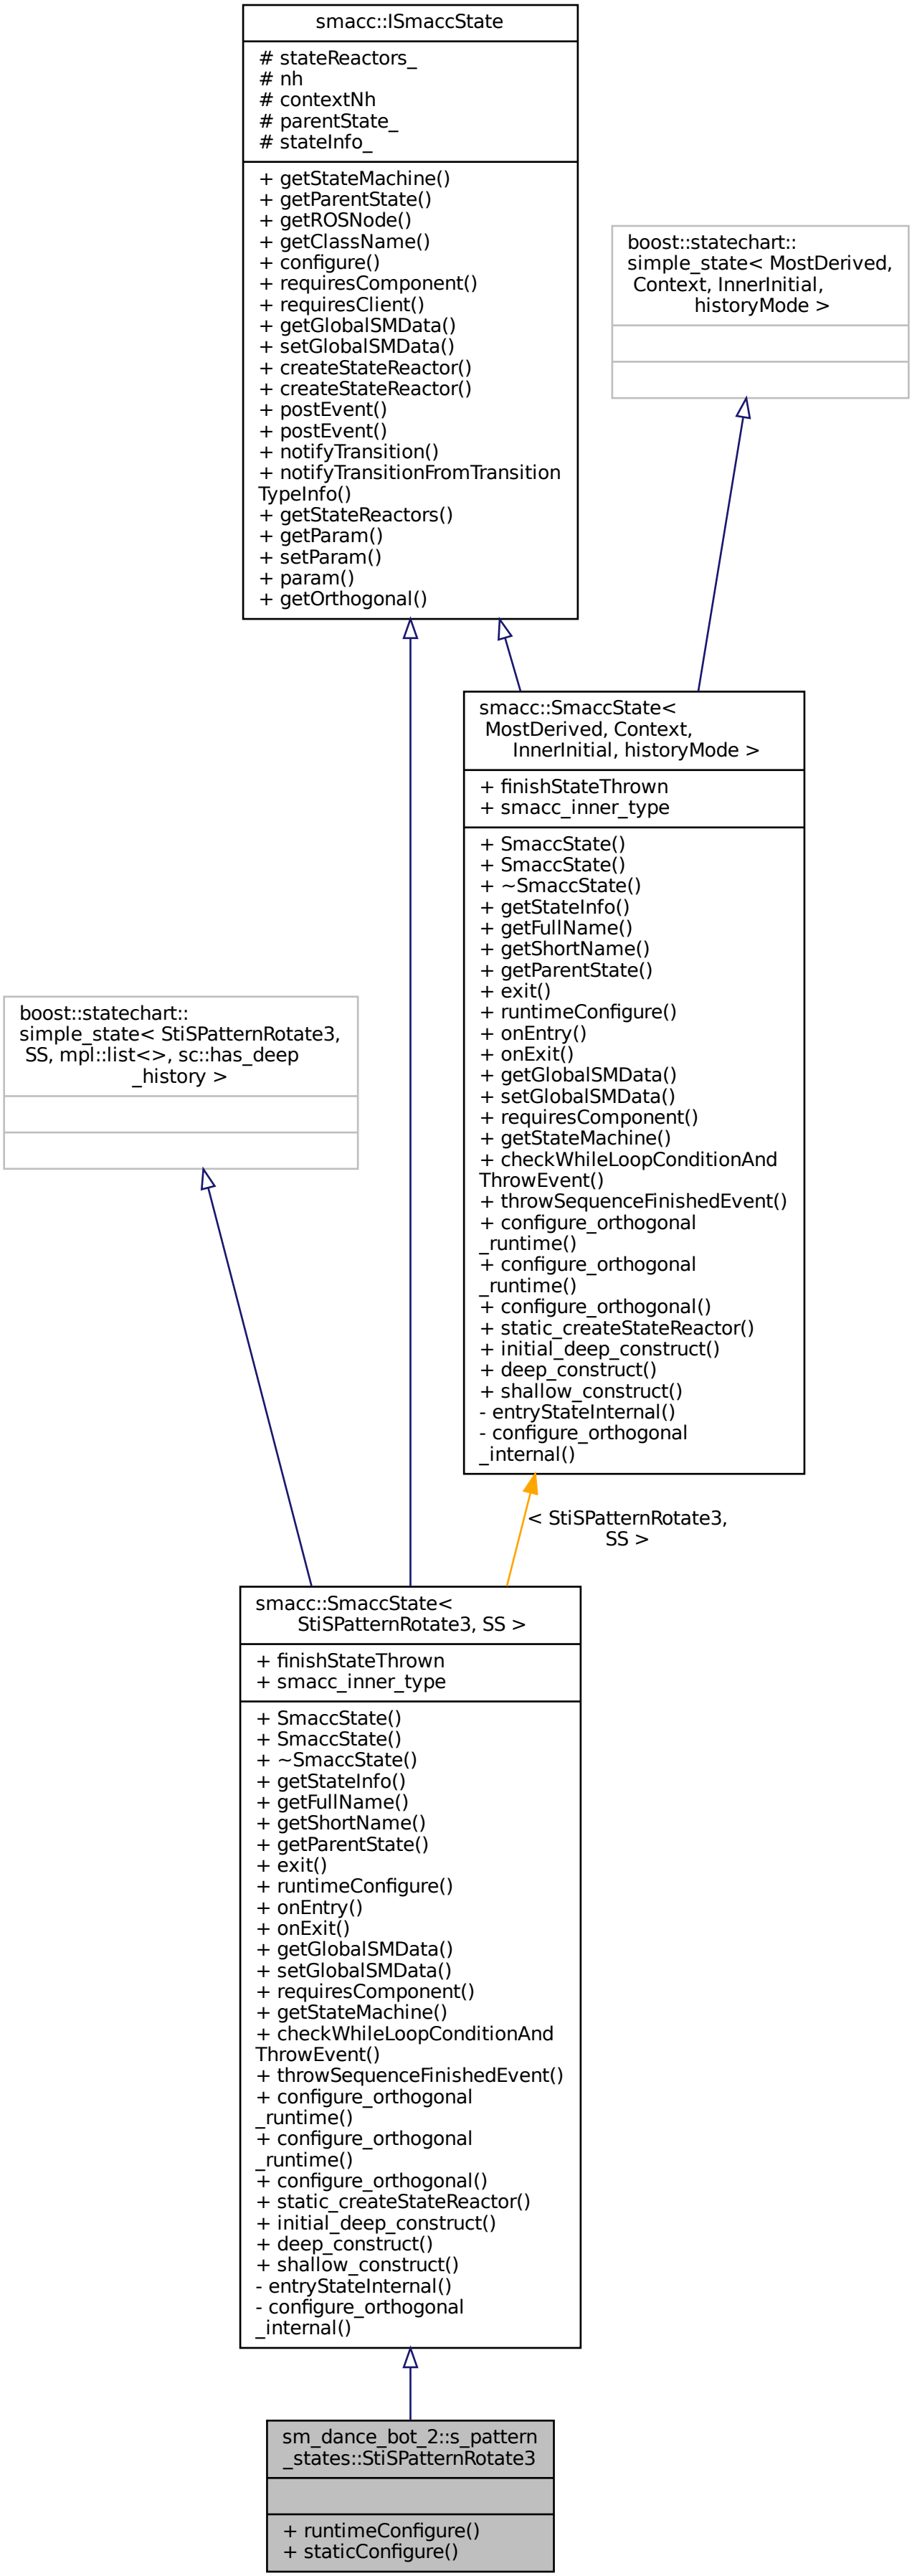 smacc::ISmaccState
# stateReactors_
# nh
# contextNh
# parentState_
# stateInfo_
+ getStateMachine()
+ getParentState()
+ getROSNode()
+ getClassName()
+ configure()
+ requiresComponent()
+ requiresClient()
+ getGlobalSMData()
+ setGlobalSMData()
+ createStateReactor()
+ createStateReactor()
+ postEvent()
+ postEvent()
+ notifyTransition()
+ notifyTransitionFromTransition
TypeInfo()
+ getStateReactors()
+ getParam()
+ setParam()
+ param()
+ getOrthogonal()
boost::statechart::
simple_state< MostDerived,
Context, InnerInitial,
historyMode >
smacc::SmaccState<
MostDerived, Context,
InnerInitial, historyMode >
+ finishStateThrown
+ smacc_inner_type
+ SmaccState()
+ SmaccState()
+ ~SmaccState()
+ getStateInfo()
+ getFullName()
+ getShortName()
+ getParentState()
+ exit()
+ runtimeConfigure()
+ onEntry()
+ onExit()
+ getGlobalSMData()
+ setGlobalSMData()
+ requiresComponent()
+ getStateMachine()
+ checkWhileLoopConditionAnd
ThrowEvent()
+ throwSequenceFinishedEvent()
+ configure_orthogonal
_runtime()
+ configure_orthogonal
_runtime()
+ configure_orthogonal()
+ static_createStateReactor()
+ initial_deep_construct()
+ deep_construct()
+ shallow_construct()
- entryStateInternal()
- configure_orthogonal
_internal()
boost::statechart::
simple_state< StiSPatternRotate3,
SS, mpl::list<>, sc::has_deep
_history >
< StiSPatternRotate3,
SS >
smacc::SmaccState<
StiSPatternRotate3, SS >
+ finishStateThrown
+ smacc_inner_type
+ SmaccState()
+ SmaccState()
+ ~SmaccState()
+ getStateInfo()
+ getFullName()
+ getShortName()
+ getParentState()
+ exit()
+ runtimeConfigure()
+ onEntry()
+ onExit()
+ getGlobalSMData()
+ setGlobalSMData()
+ requiresComponent()
+ getStateMachine()
+ checkWhileLoopConditionAnd
ThrowEvent()
+ throwSequenceFinishedEvent()
+ configure_orthogonal
_runtime()
+ configure_orthogonal
_runtime()
+ configure_orthogonal()
+ static_createStateReactor()
+ initial_deep_construct()
+ deep_construct()
+ shallow_construct()
- entryStateInternal()
- configure_orthogonal
_internal()
sm_dance_bot_2::s_pattern
_states::StiSPatternRotate3
+ runtimeConfigure()
+ staticConfigure()